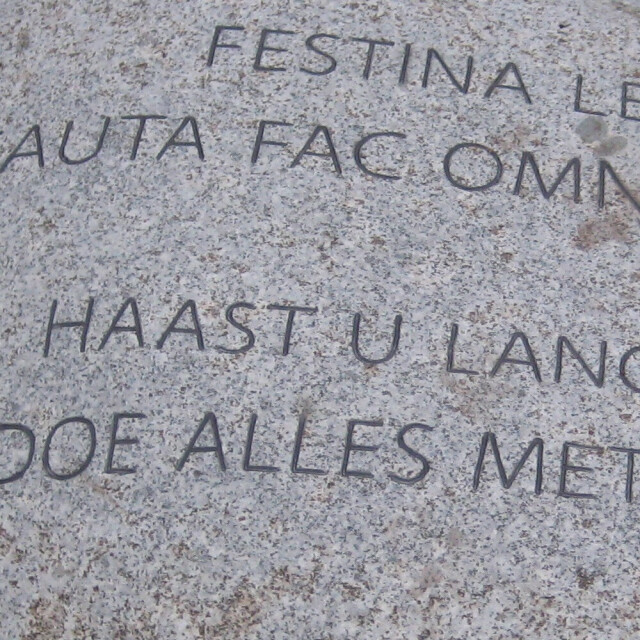 FESTINA LE
AUTA FAC OMN
HAAST U LANG
DOE ALLES MET